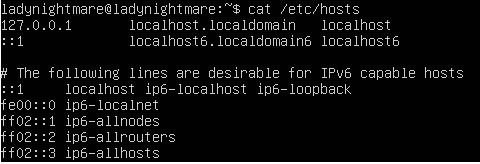 ladynightmare@ladynightmare:~$ cat /etc/hosts
127.0.0.1       localhost.localdomain   localhost
::1             localhost6.localdomain6 localhost6

# The following lines are desirable for IPv6 capable hosts
::1     localhost ip6-localhost ip6-loopback
fe00::0 ip6-localnet
ff02::1 ip6-allnodes
ff02::2 ip6-allrouters
ff02::3 ip6-allhosts